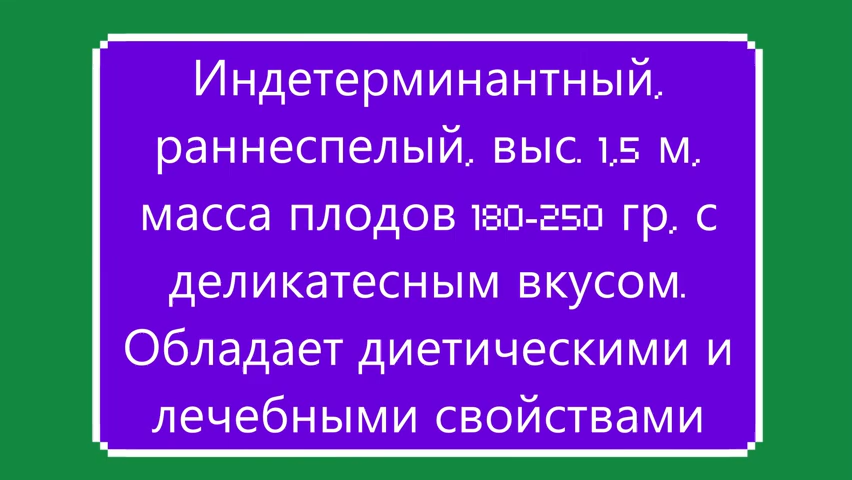 Индетерминантный,
раннеспелый, выс. 1,5 м,
масса плодов 180-250 гр, с
деликатесным вкусом.
Обладает диетическими и
лечебными свойствами